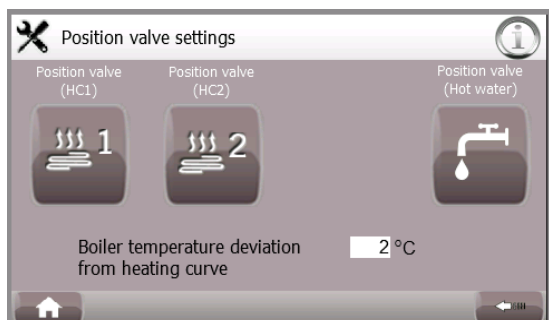 Position valve settings
Position valve
(HC1)
Position valve
(HC2)
Position valve
(Hot water)
1
2
Boiler temperature deviation
from heating curve
2 °C